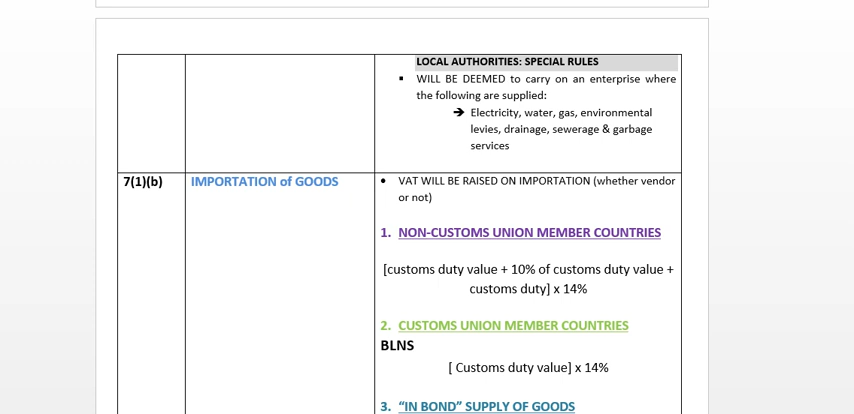 LOCAL AUTHORITIES: SPECIAL RULES
▪ WILL BE DEEMED to carry on an enterprise where
the following are supplied:
➔ Electricity, water, gas, environmental
levies, drainage, sewerage & garbage
services
7(1)(b)
IMPORTATION of GOODS
• VAT WILL BE RAISED ON IMPORTATION (whether vendor
or not)
1. NON-CUSTOMS UNION MEMBER COUNTRIES
[customs duty value + 10% of customs duty value +
customs duty] x 14%
2. CUSTOMS UNION MEMBER COUNTRIES
BLNS
[ Customs duty value] x 14%
3. “IN BOND” SUPPLY OF GOODS